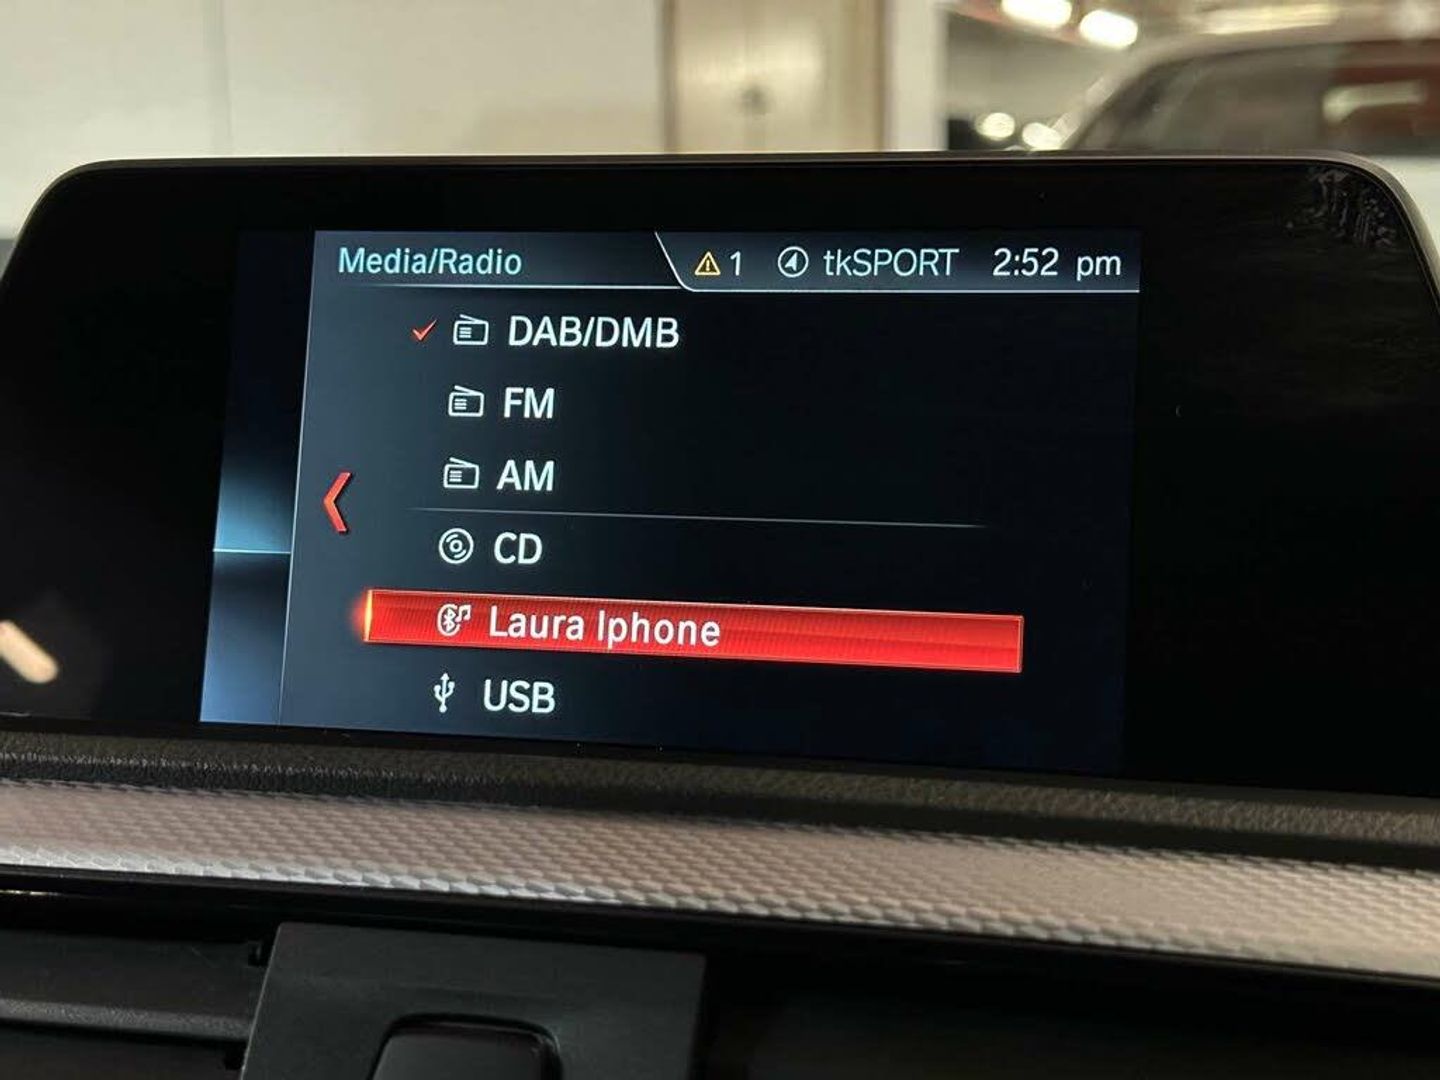 Media/Radio
1 tkSPORT 2:52 pm
DAB/DMB
FM
AM
CD
Laura Iphone
USB